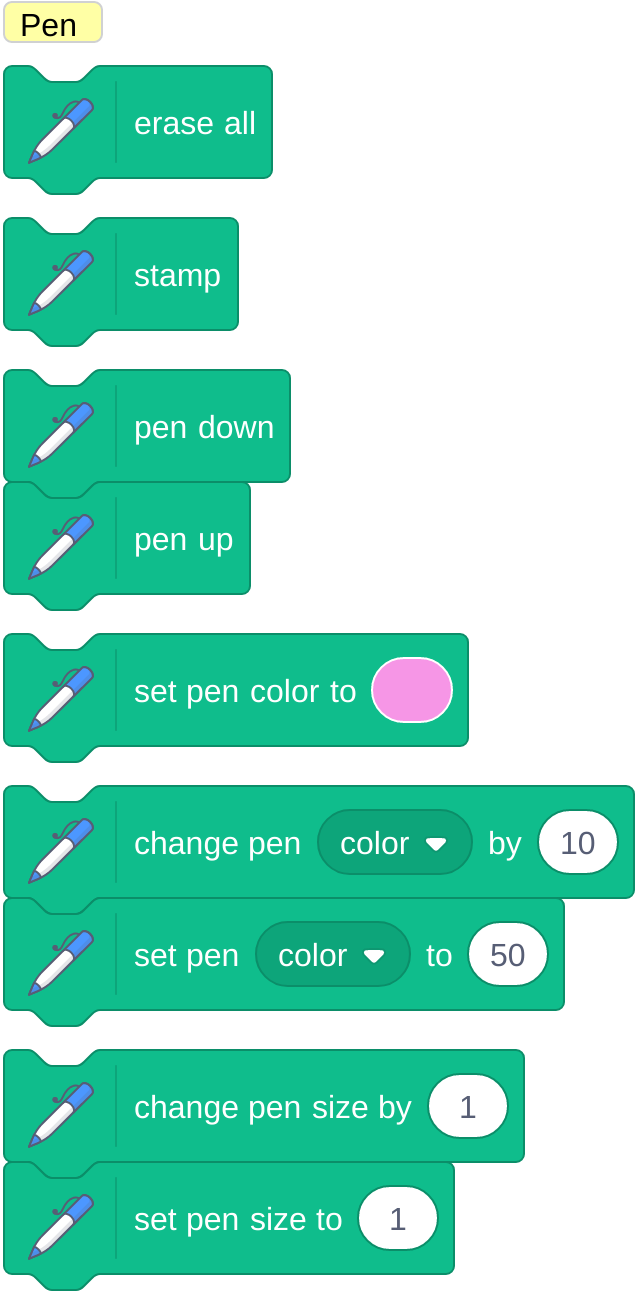 Pen
erase all
stamp
pen down
pen up
set pen color to
change pen color by 10
set pen color to 50
change pen size by 1
set pen size to 1